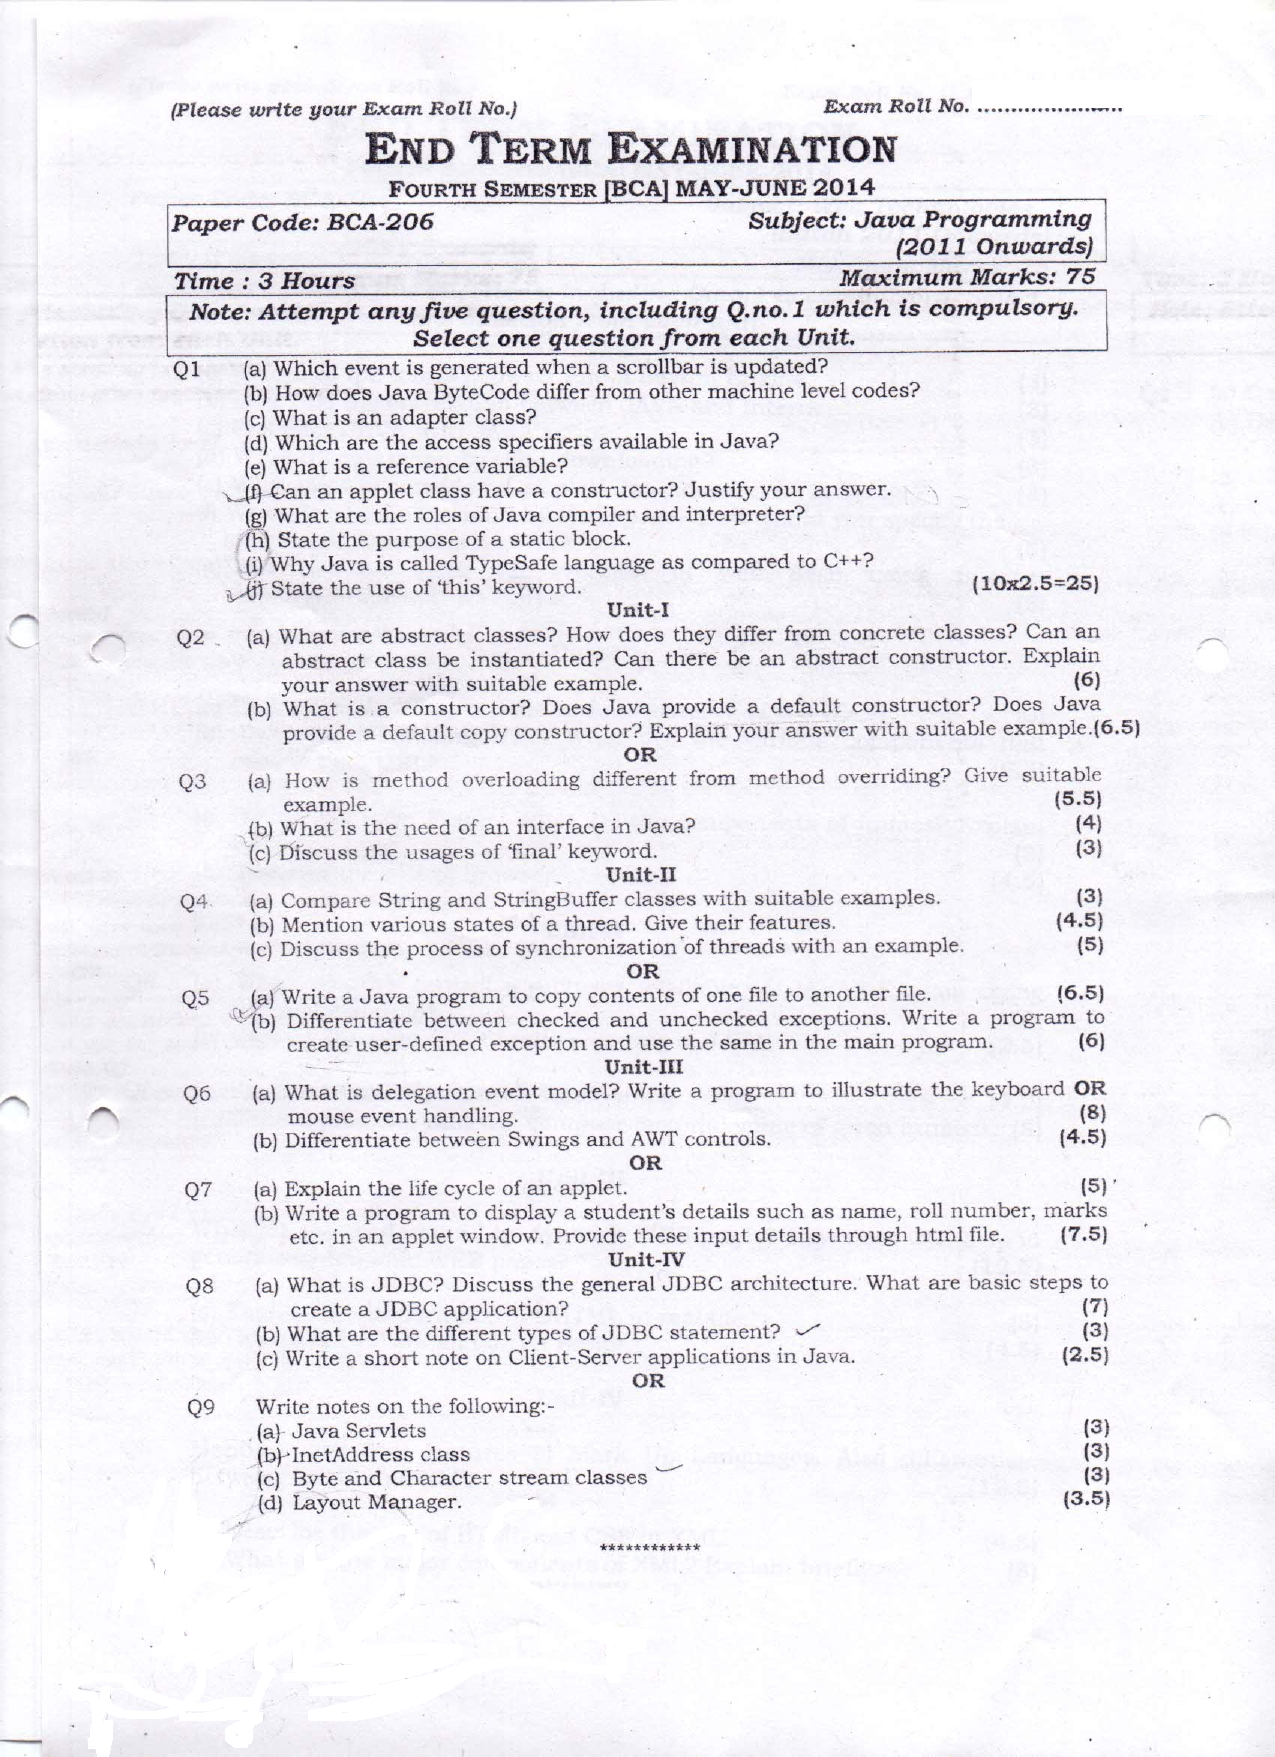 (Please write your Exam Roll No.) Exam Roll No. ......................
END TERM EXAMINATION
FOURTH SEMESTER [BCA] MAY-JUNE 2014
Paper Code: BCA-206 Subject: Java Programming
(2011 Onwards)
Time : 3 Hours Maximum Marks: 75
Note: Attempt any five question, including Q.no.1 which is compulsory.
Select one question from each Unit.
Q1 (a) Which event is generated when a scrollbar is updated?
(b) How does Java ByteCode differ from other machine level codes?
(c) What is an adapter class?
(d) Which are the access specifiers available in Java?
(e) What is a reference variable?
(f) Can an applet class have a constructor? Justify your answer.
(g) What are the roles of Java compiler and interpreter?
(h) State the purpose of a static block.
(i) Why Java is called TypeSafe language as compared to C++?
(j) State the use of 'this' keyword. (10x2.5=25)
Unit-I
Q2 (a) What are abstract classes? How does they differ from concrete classes? Can an
abstract class be instantiated? Can there be an abstract constructor. Explain
your answer with suitable example. (6)
(b) What is a constructor? Does Java provide a default constructor? Does Java
provide a default copy constructor? Explain your answer with suitable example.(6.5)
OR
Q3 (a) How is method overloading different from method overriding? Give suitable
example. (5.5)
(b) What is the need of an interface in Java? (4)
(c) Discuss the usages of 'final' keyword. (3)
Unit-II
Q4. (a) Compare String and StringBuffer classes with suitable examples. (3)
(b) Mention various states of a thread. Give their features. (4.5)
(c) Discuss the process of synchronization of threads with an example. (5)
OR
Q5 (a) Write a Java program to copy contents of one file to another file. (6.5)
(b) Differentiate between checked and unchecked exceptions. Write a program to
create user-defined exception and use the same in the main program. (6)
Unit-III
Q6 (a) What is delegation event model? Write a program to illustrate the keyboard OR
mouse event handling. (8)
(b) Differentiate between Swings and AWT controls. (4.5)
OR
Q7 (a) Explain the life cycle of an applet. (5)
(b) Write a program to display a student's details such as name, roll number, marks
etc. in an applet window. Provide these input details through html file. (7.5)
Unit-IV
Q8 (a) What is JDBC? Discuss the general JDBC architecture. What are basic steps to
create a JDBC application? (7)
(b) What are the different types of JDBC statement? (3)
(c) Write a short note on Client-Server applications in Java. (2.5)
OR
Q9 Write notes on the following:-
(a) Java Servlets (3)
(b) InetAddress class (3)
(c) Byte and Character stream classes (3)
(d) Layout Manager. (3.5)
************